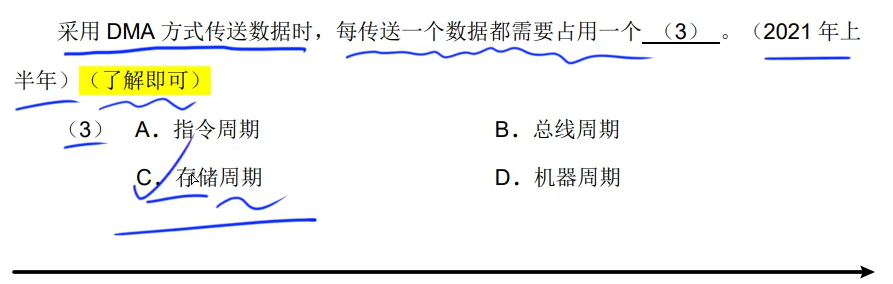 采用 DMA 方式传送数据时，每传送一个数据都需要占用一个 （3） 。（2021 年上
半年）（了解即可）
（3） A．指令周期 B．总线周期
C．存储周期 D．机器周期